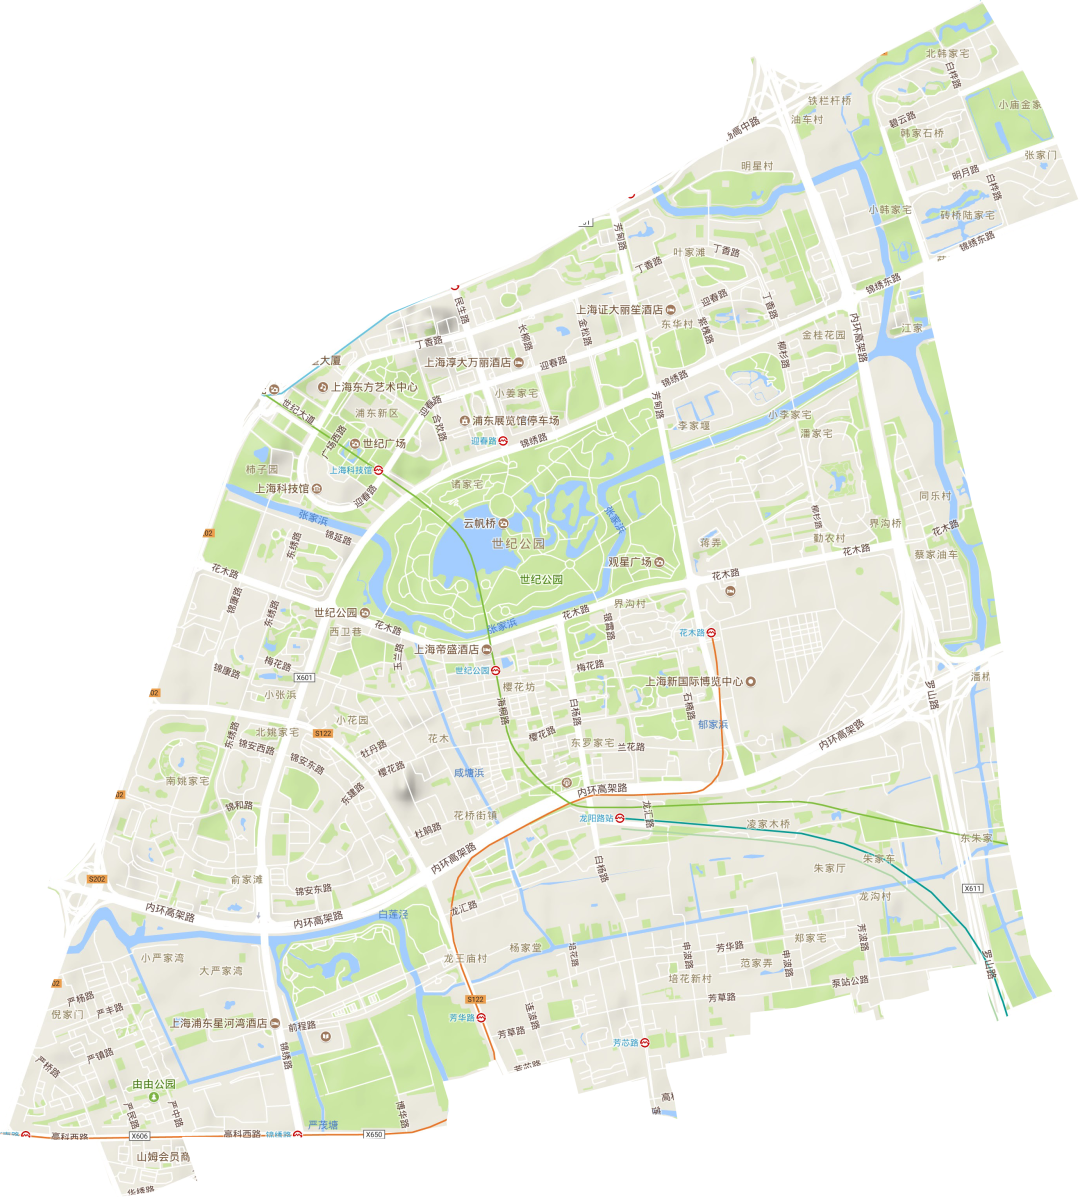 北韩家宅
白桦路
铁栏杆桥
小庙金家
油车村
碧云路
韩家石桥
张家门
明星村
明月路
白桦路
小韩家宅
砖桥陆家宅
芳甸路
锦绣东路
叶家滩
丁香路
丁香路
锦绣东路
迎春路
丁香路
民生路
上海证大丽笙酒店
金松路
东华村
紫槐路
内环高架路
江家
长柳路
金桂花园
丁香路
柳杉路
大厦
上海淳大万丽酒店
迎春路
锦绣路
上海东方艺术中心
小姜家宅
芳甸路
世纪大道
浦东新区
迎春路
合欢路
浦东展览馆停车场
小李家宅
李家堰
潘家宅
广场西路
世纪广场
迎春路
锦绣路
柿子园
上海科技馆
诸家宅
上海科技馆
迎春路
同乐村
张家浜
云帆桥
张家浜
柳杉路
界沟桥
花木路
02
锦延路
东绣路
世纪公园
蒋弄
勤农村
花木路
蔡家油车
观星广场
花木路
世纪公园
花木路
锦康路
东绣路
世纪公园
界沟村
花木路
张家浜
银霄路
西卫巷
花木路
花木路
上海帝盛酒店
玉兰路
锦康路
梅花路
世纪公园
梅花路
X601
上海新国际博览中心
潘
樱花坊
02
小张浜
罗山路
海桐路
白杨路
石楠路
小花园
郁家浜
北姚家宅
S122
东绣路
锦安西路
牡丹路
花木
樱花路
东罗家宅
兰花路
内环高架路
锦安东路
樱花路
咸塘浜
南姚家宅
东建路
内环高架路
02
锦和路
花桥街镇
龙阳路站
龙汇路
凌家木桥
杜鹃路
东朱家
内环高架路
朱家车
白杨路
朱家厅
S202
俞家滩
锦安东路
X611
龙沟村
内环高架路
内环高架路
白莲泾
龙汇路
杨家堂
培花路
申波路
芳华路
郑家宅
芳波路
小严家湾
龙王庙村
大严家湾
范家弄
申波路
罗山路
培花新村
02
泵站公路
严杨路
S122
芳草路
倪家门
严丰路
芳华路
连波路
上海浦东星河湾酒店
前程路
芳草路
芳芯路
严镇路
锦绣路
严桥路
由由公园
严民路
严中路
博华路
严茂塘
高科西路
X606
高科西路
锦绣路
X650
山姆会员商
华绣路